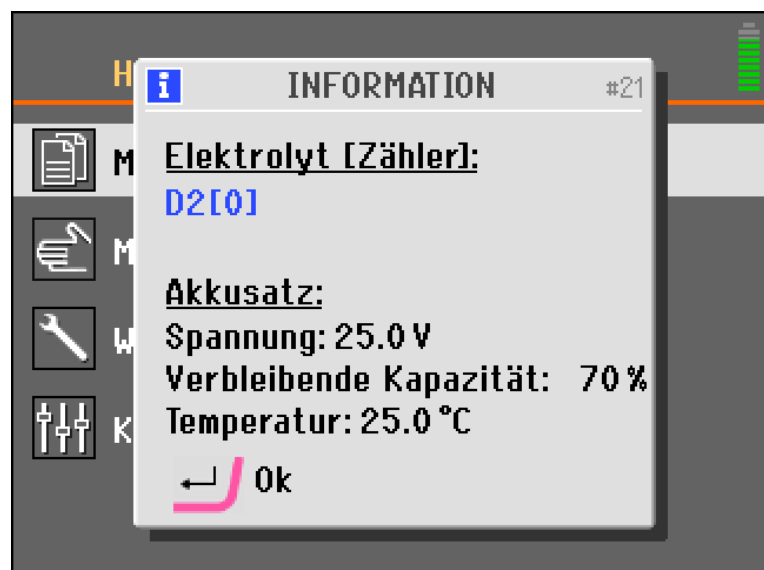 H
INFORMATION #21
M
Elektrolyt [Zähler]:
D2[0]
M
Akkusatz:
W
Spannung: 25.0 V
Verbleibende Kapazität: 70 %
K
Temperatur: 25.0 °C
Ok